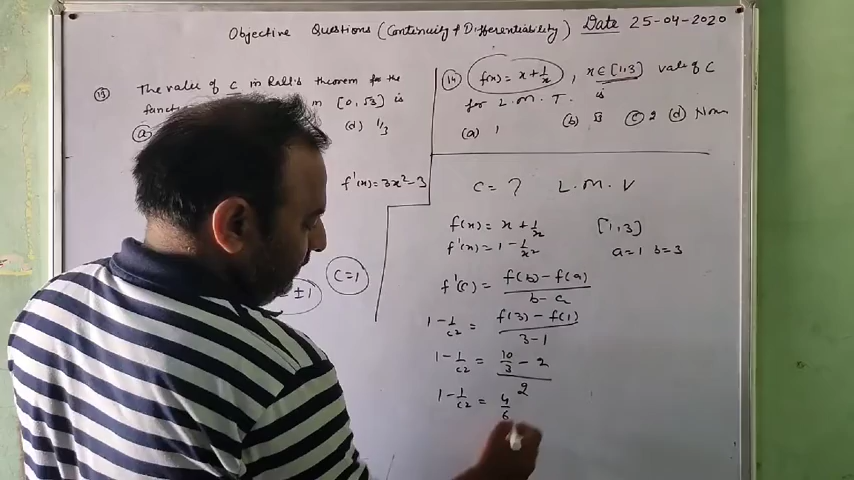 Objective Questions (Continuity & Differentiability) Date 25-04-2020
(13) The value of C in Roll's theorem for the
in [0, √3] is
(a)
(d) 1/3
f'(x) = 3x² - 3
± 1
C = 1
(14) f(x) = x + 1/x , x ∈ [1,3] value of C
for L.M.T. is
(a) 1 (b) √3 (c) 2 (d) None
C = ? L.M.V
f(x) = x + 1/x [1,3]
f'(x) = 1 - 1/x² a=1 b=3
f'(c) = f(b) - f(a) / b - a
1 - 1/c² = f(3) - f(1) / 3 - 1
1 - 1/c² = 10/3 - 2 / 2
1 - 1/c² = 4/6